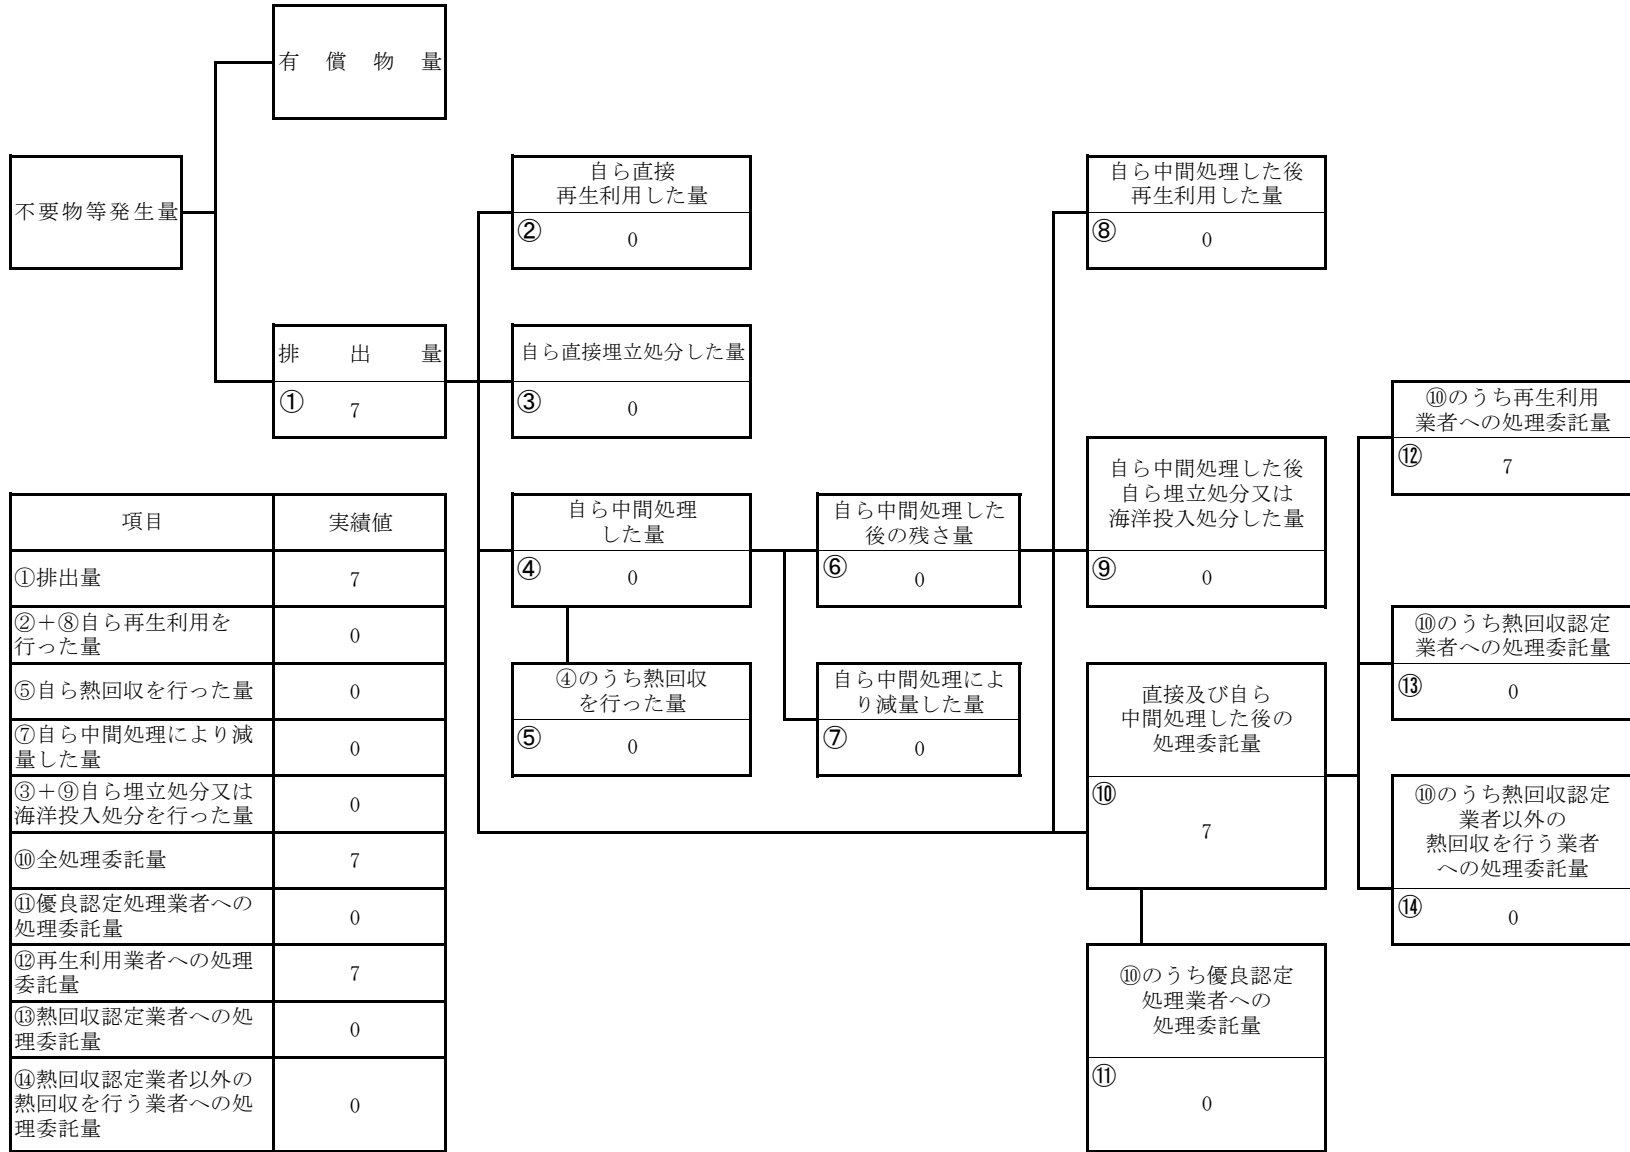 有償物量
不要物等発生量
排出量
①
7
自ら直接
再生利用した量
②
0
自ら直接埋立処分した量
③
0
自ら中間処理
した量
④
0
④のうち熱回収
を行った量
⑤
0
自ら中間処理した
後の残さ量
⑥
0
自ら中間処理によ
り減量した量
⑦
0
自ら中間処理した後
再生利用した量
⑧
0
自ら中間処理した後
自ら埋立処分又は
海洋投入処分した量
⑨
0
直接及び自ら
中間処理した後の
処理委託量
⑩
7
⑩のうち優良認定
処理業者への
処理委託量
⑪
0
⑩のうち再生利用
業者への処理委託量
⑫
7
⑩のうち熱回収認定
業者への処理委託量
⑬
0
⑩のうち熱回収認定
業者以外の
熱回収を行う業者
への処理委託量
⑭
0
項目 実績値
①排出量 7
②＋⑧自ら再生利用を
行った量 0
⑤自ら熱回収を行った量 0
⑦自ら中間処理により減
量した量 0
③＋⑨自ら埋立処分又は
海洋投入処分を行った量 0
⑩全処理委託量 7
⑪優良認定処理業者への
処理委託量 0
⑫再生利用業者への処理
委託量 7
⑬熱回収認定業者への処
理委託量 0
⑭熱回収認定業者以外の
熱回収を行う業者への処
理委託量 0